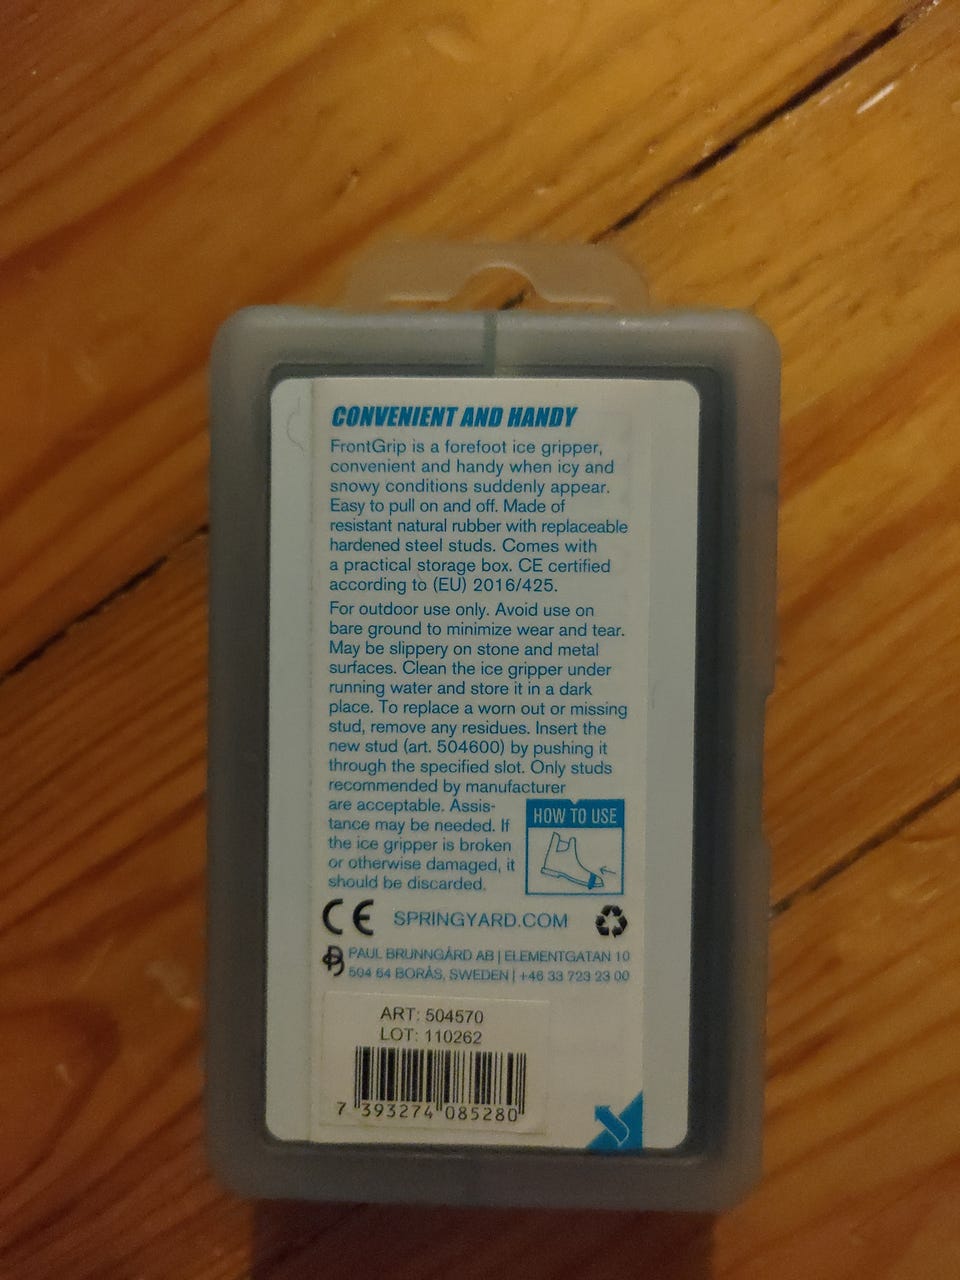 CONVENIENT AND HANDY
FrontGrip is a forefoot ice gripper,
convenient and handy when icy and
snowy conditions suddenly appear.
Easy to pull on and off. Made of
resistant natural rubber with replaceable
hardened steel studs. Comes with
a practical storage box. CE certified
according to (EU) 2016/425.
For outdoor use only. Avoid use on
bare ground to minimize wear and tear.
May be slippery on stone and metal
surfaces. Clean the ice gripper under
running water and store it in a dark
place. To replace a worn out or missing
stud, remove any residues. Insert the
new stud (art. 504600) by pushing it
through the specified slot. Only studs
recommended by manufacturer
are acceptable. Assis-
tance may be needed. If
the ice gripper is broken
or otherwise damaged, it
should be discarded.
HOW TO USE
CE SPRINGYARD.COM
PAUL BRUNNGÅRD AB | ELEMENTGATAN 10
504 64 BORÅS, SWEDEN | +46 33 723 23 00
ART: 504570
LOT: 110262
7 393274 085280